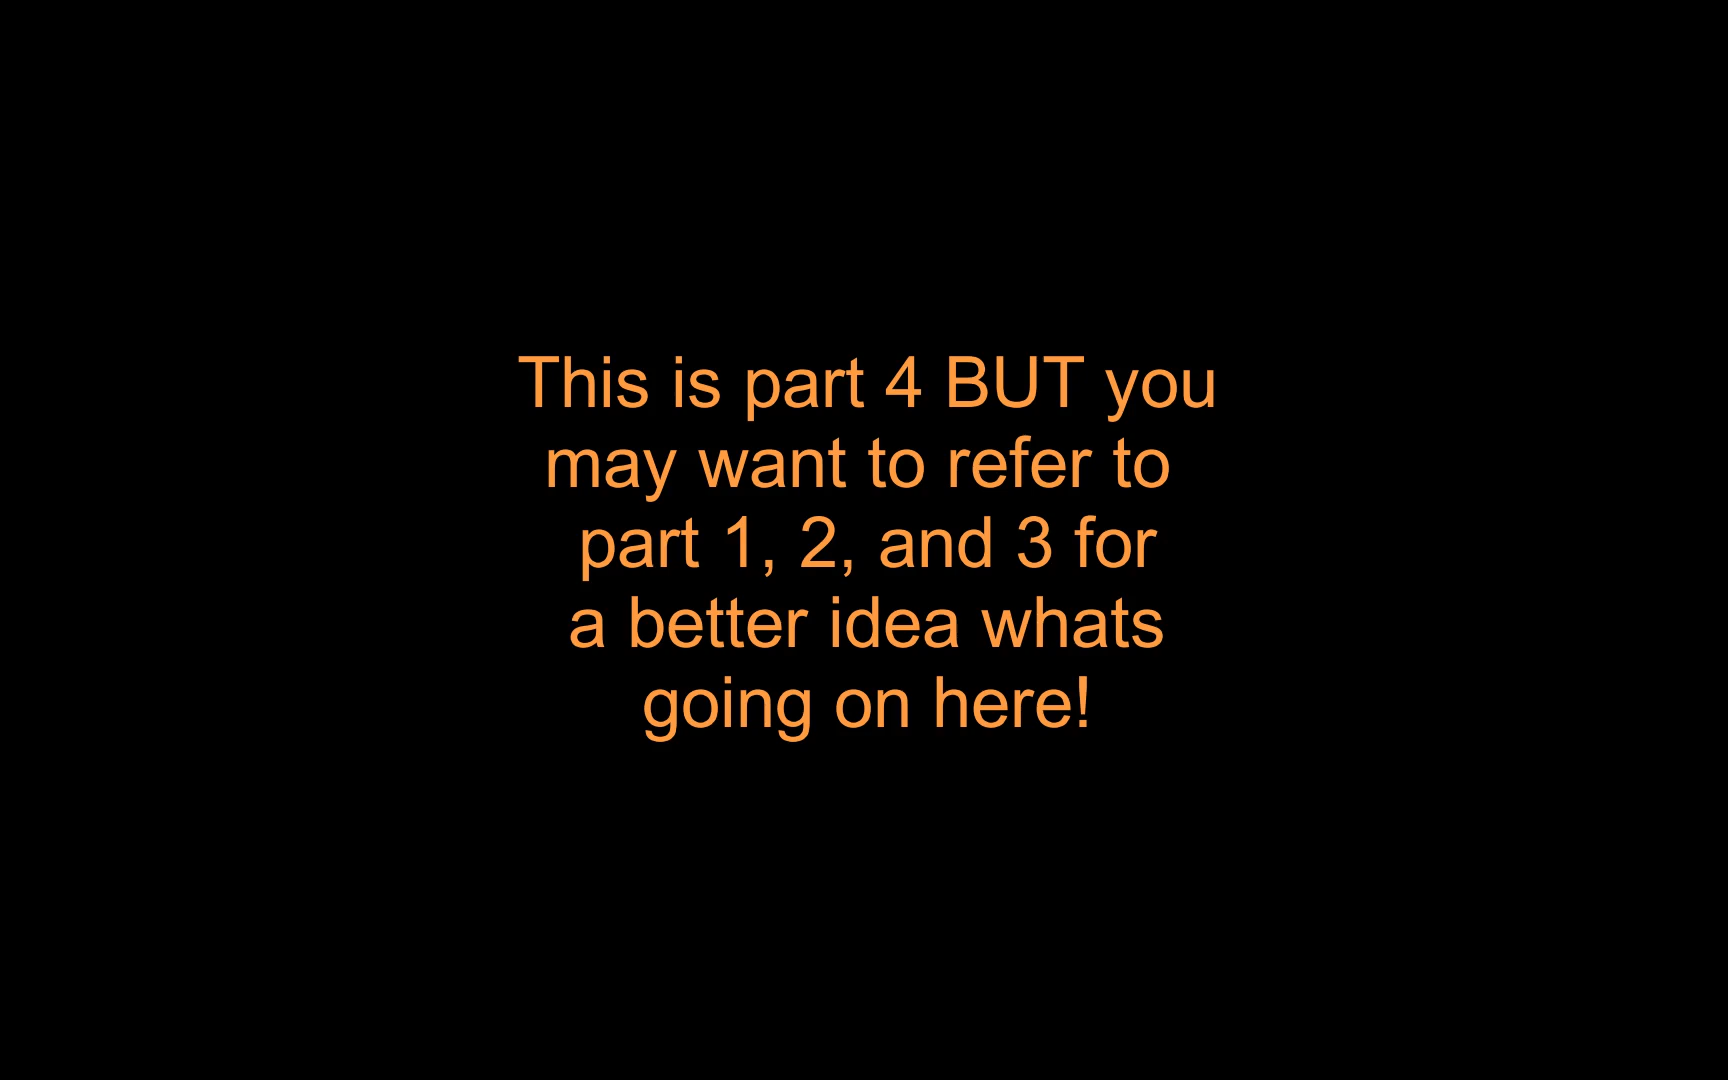 This is part 4 BUT you
may want to refer to
part 1, 2, and 3 for
a better idea whats
going on here!